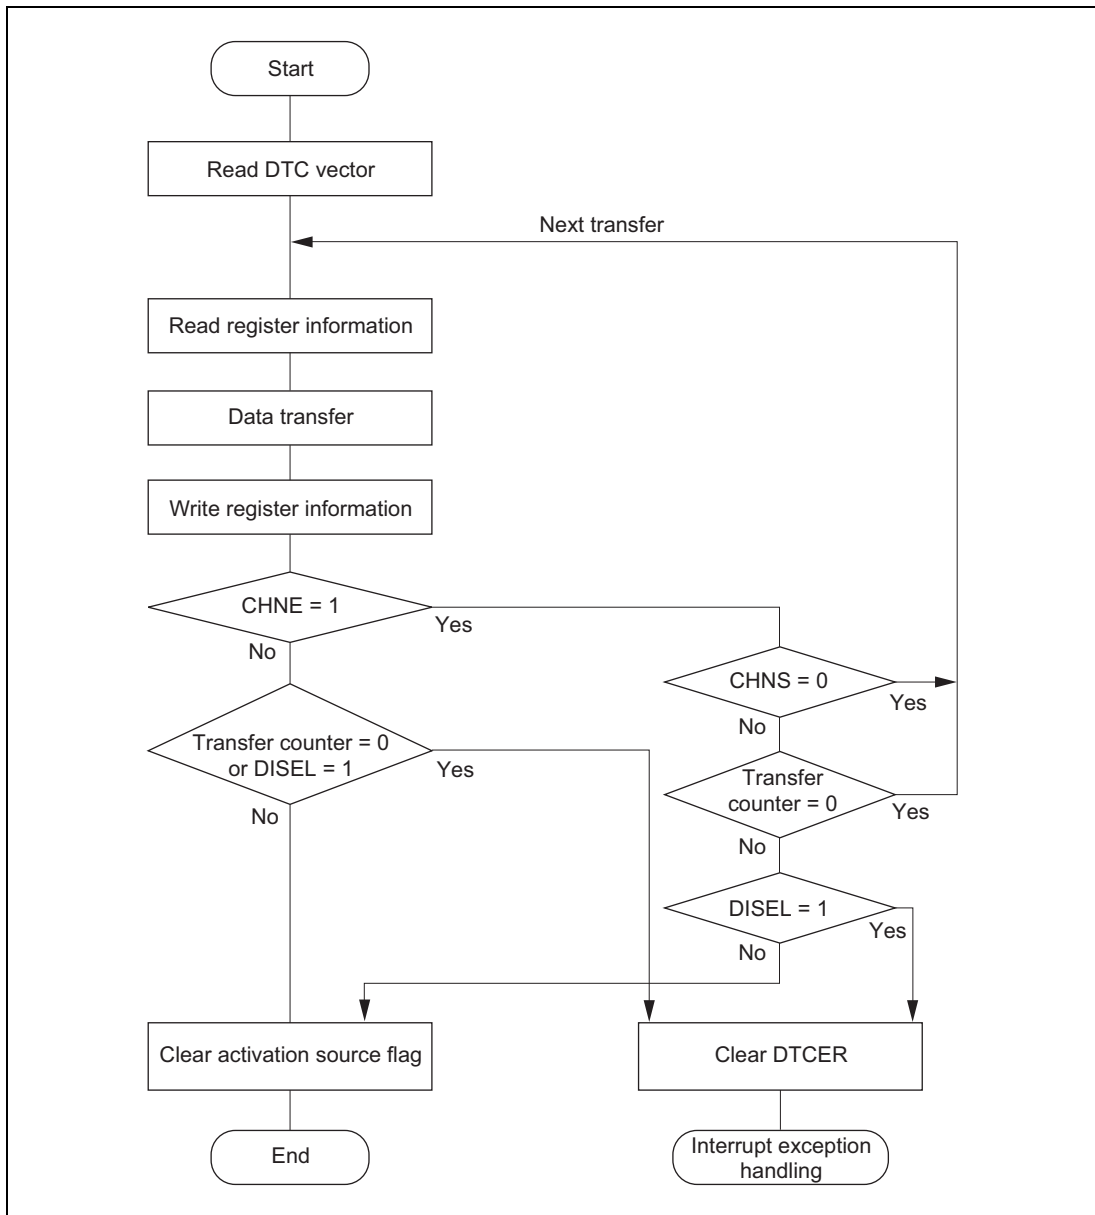 Start
Read DTC vector
Next transfer
Read register information
Data transfer
Write register information
CHNE = 1
Yes
No
CHNS = 0
Yes
No
Transfer counter = 0
or DISEL = 1
Yes
No
Transfer
counter = 0
Yes
No
DISEL = 1
Yes
No
Clear activation source flag
Clear DTCER
End
Interrupt exception
handling